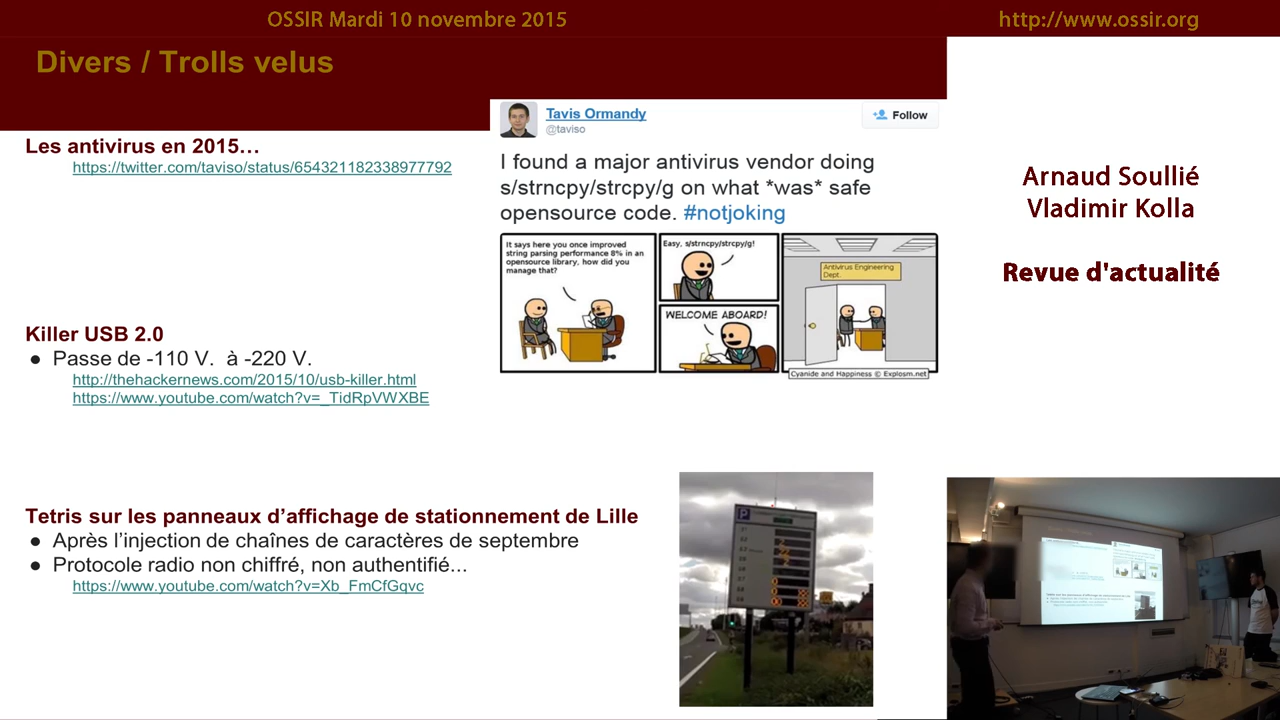 OSSIR Mardi 10 novembre 2015
http://www.ossir.org
Divers / Trolls velus
Les antivirus en 2015…
https://twitter.com/taviso/status/654321182338977792
Tavis Ormandy
@taviso
Follow
I found a major antivirus vendor doing
s/strncpy/strcpy/g on what *was* safe
opensource code. #notjoking
It says here you once improved
string parsing performance 8% in an
opensource library, how did you
manage that?
Easy, s/strncpy/strcpy/g!
WELCOME ABOARD!
Antivirus Engineering
Dept.
Cyanide and Happiness © Explosm.net
Killer USB 2.0
● Passe de -110 V. à -220 V.
http://thehackernews.com/2015/10/usb-killer.html
https://www.youtube.com/watch?v=_TidRpVWXBE
Tetris sur les panneaux d’affichage de stationnement de Lille
● Après l’injection de chaînes de caractères de septembre
● Protocole radio non chiffré, non authentifié...
https://www.youtube.com/watch?v=Xb_FmCfGqvc
P
Arnaud Soullié
Vladimir Kolla
Revue d'actualité